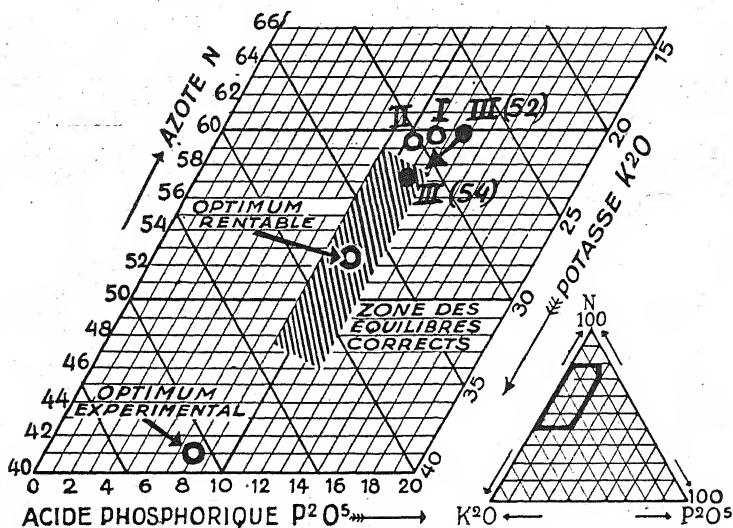 66
64
62
60
58
56
54
52
50
48
46
44
42
40
AZOTE N
15
20
25
30
35
40
POTASSE K²O
II I III (52)
III (54)
OPTIMUM
RENTABLE
ZONE DES
ÉQUILIBRES
CORRECTS
OPTIMUM
EXPERIMENTAL
0 2 4 6 8 10 12 14 16 18 20
ACIDE PHOSPHORIQUE P²O⁵
N
100
100
K²O
P²O⁵